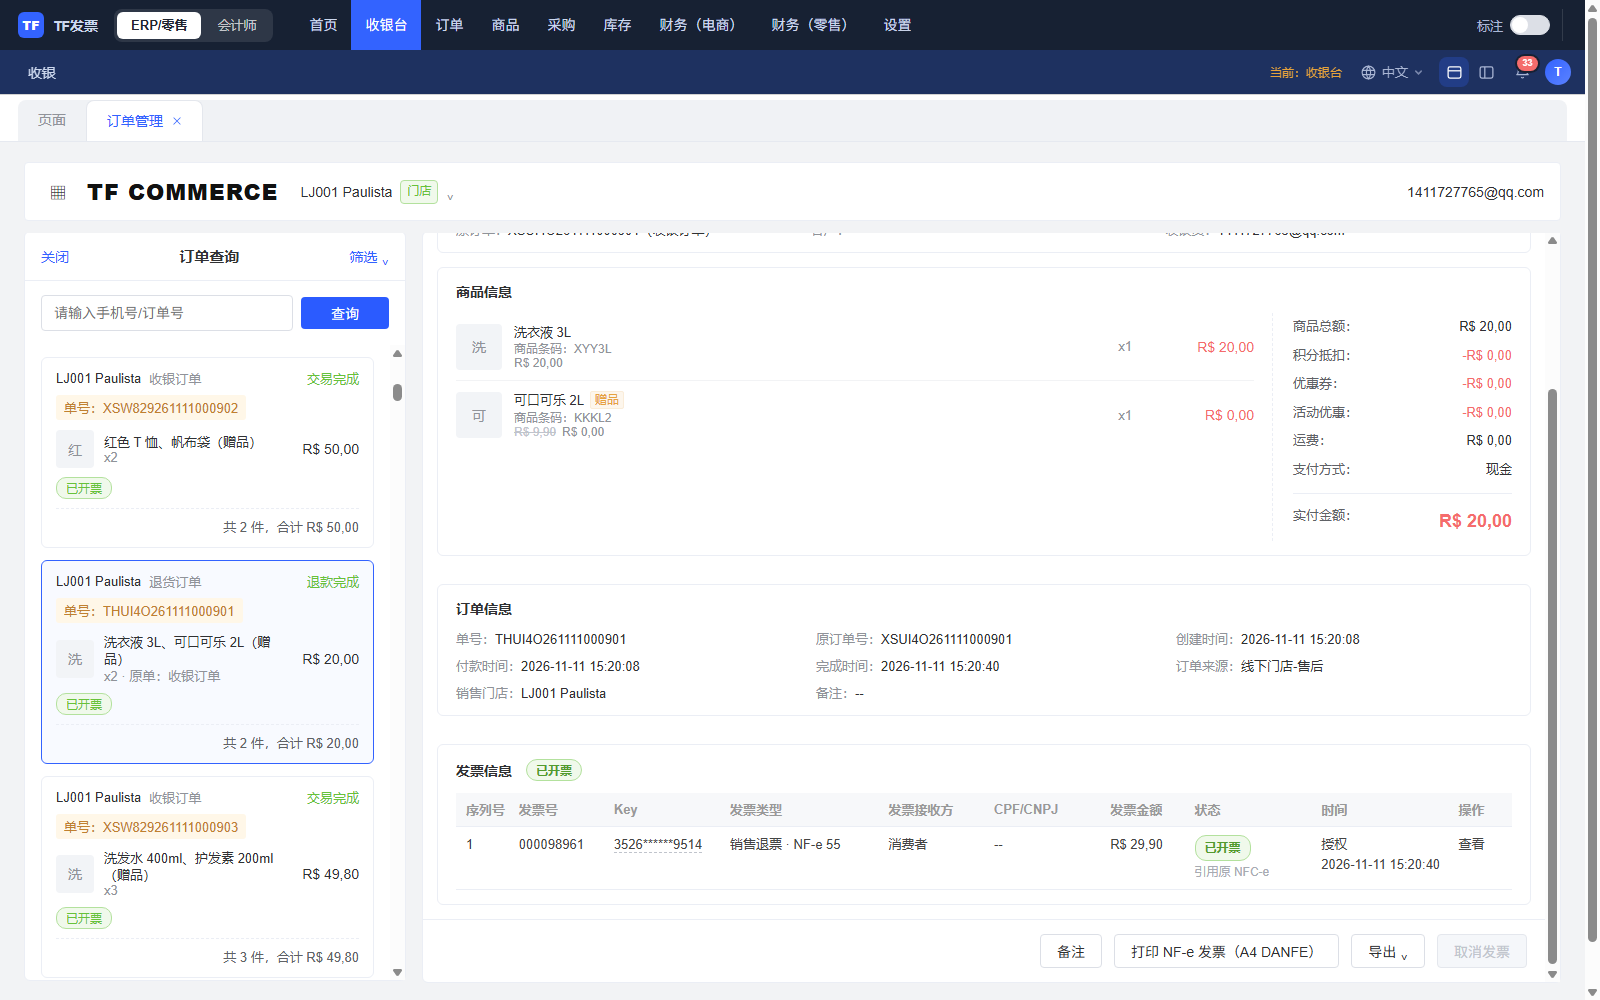 TF TF发票 ERP/零售 会计师 首页 收银台 订单 商品 采购 库存 财务（电商） 财务（零售） 设置 标注
收银 当前：收银台 中文 33 T
页面 订单管理 ×
TF COMMERCE LJ001 Paulista 门店 1411727765@qq.com
关闭 订单查询 筛选
请输入手机号/订单号 查询
LJ001 Paulista 收银订单 交易完成
单号：XSW829261111000902
红 红色 T 恤、帆布袋（赠品） R$ 50,00
x2
已开票
共 2 件，合计 R$ 50,00
LJ001 Paulista 退货订单 退款完成
单号：THUI4O261111000901
洗 洗衣液 3L、可口可乐 2L（赠
品） R$ 20,00
x2 · 原单：收银订单
已开票
共 2 件，合计 R$ 20,00
LJ001 Paulista 收银订单 交易完成
单号：XSW829261111000903
洗 洗发水 400ml、护发素 200ml
（赠品） R$ 49,80
x3
已开票
共 3 件，合计 R$ 49,80
商品信息
洗 洗衣液 3L x1 R$ 20,00
商品条码：XYY3L
R$ 20,00
可 可口可乐 2L 赠品 x1 R$ 0,00
商品条码：KKKL2
R$ 9,90 R$ 0,00
商品总额: R$ 20,00
积分抵扣: -R$ 0,00
优惠券: -R$ 0,00
活动优惠: -R$ 0,00
运费: R$ 0,00
支付方式: 现金
实付金额: R$ 20,00
订单信息
单号：THUI4O261111000901 原订单号：XSUI4O261111000901 创建时间：2026-11-11 15:20:08
付款时间：2026-11-11 15:20:08 完成时间：2026-11-11 15:20:40 订单来源：线下门店-售后
销售门店：LJ001 Paulista 备注：--
发票信息 已开票
序列号 发票号 Key 发票类型 发票接收方 CPF/CNPJ 发票金额 状态 时间 操作
1 000098961 3526******9514 销售退票 · NF-e 55 消费者 -- R$ 29,90 已开票 授权 查看
引用原 NFC-e 2026-11-11 15:20:40
备注 打印 NF-e 发票（A4 DANFE） 导出 取消发票